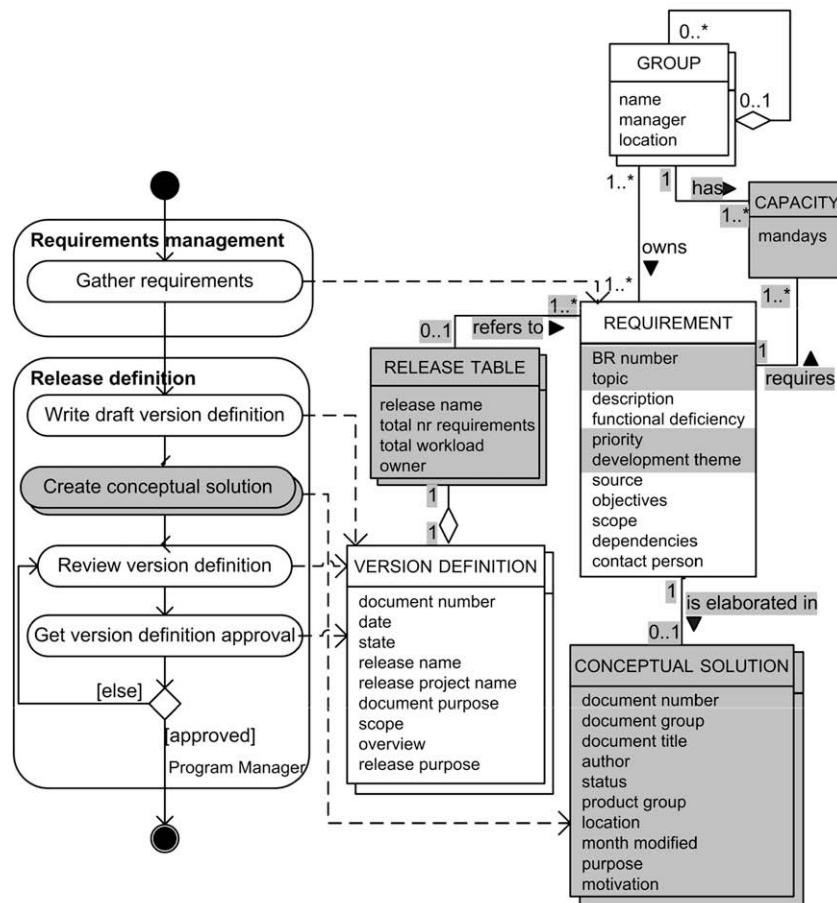 0..*
GROUP
name
manager
location
0..1
1..*
1
has
1..*
CAPACITY
mandays
Requirements management
Gather requirements
owns
1..*
1..*
1..*
REQUIREMENT
BR number
topic
description
functional deficiency
priority
development theme
source
objectives
scope
dependencies
contact person
1
requires
0..1
refers to
RELEASE TABLE
release name
total nr requirements
total workload
owner
1
1
Release definition
Write draft version definition
Create conceptual solution
Review version definition
Get version definition approval
[else]
[approved]
Program Manager
VERSION DEFINITION
document number
date
state
release name
release project name
document purpose
scope
overview
release purpose
1
is elaborated in
0..1
CONCEPTUAL SOLUTION
document number
document group
document title
author
status
product group
location
month modified
purpose
motivation